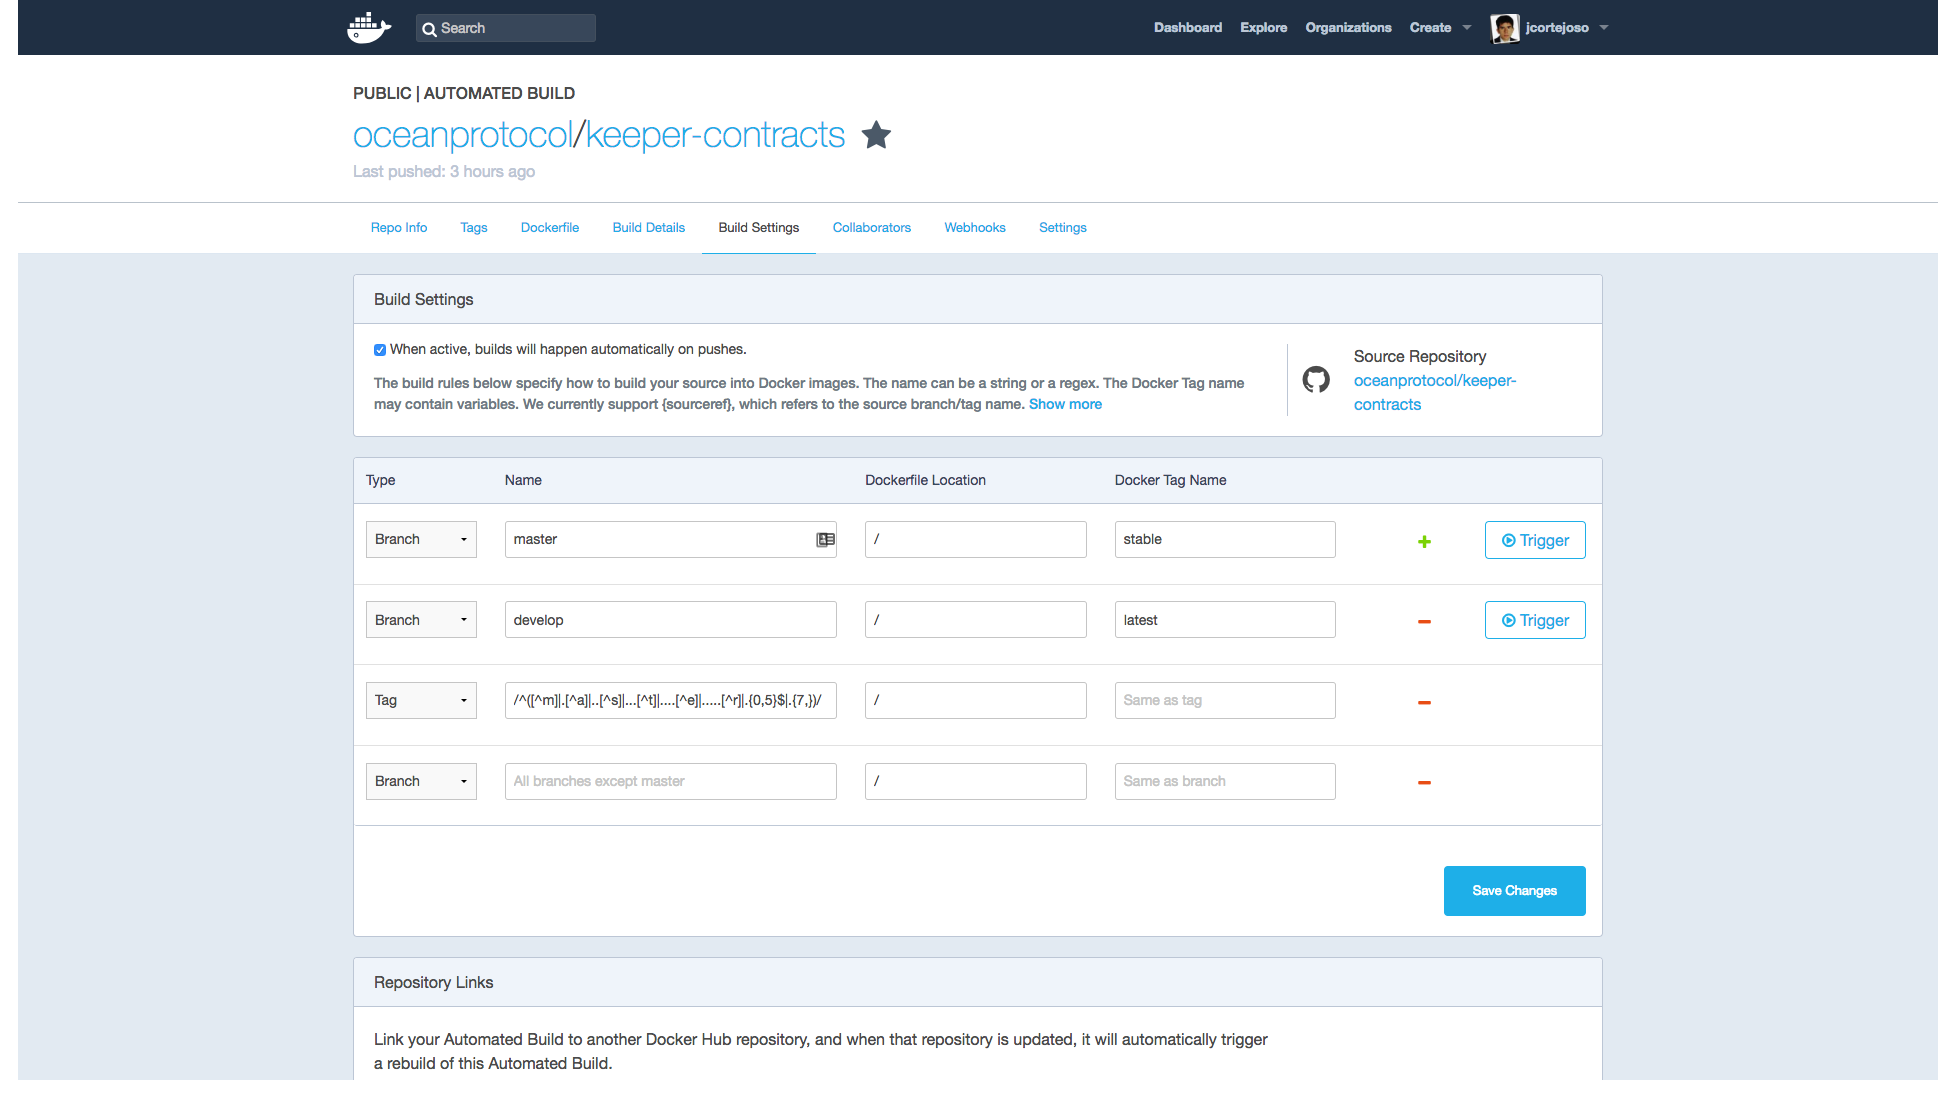 Search
Dashboard Explore Organizations Create jcortejoso
PUBLIC | AUTOMATED BUILD
oceanprotocol/keeper-contracts
Last pushed: 3 hours ago
Repo Info Tags Dockerfile Build Details Build Settings Collaborators Webhooks Settings
Build Settings
When active, builds will happen automatically on pushes.
The build rules below specify how to build your source into Docker images. The name can be a string or a regex. The Docker Tag name
may contain variables. We currently support {sourceref}, which refers to the source branch/tag name. Show more
Source Repository
oceanprotocol/keeper-
contracts
Type Name Dockerfile Location Docker Tag Name
Branch master / stable Trigger
Branch develop / latest Trigger
Tag /^([^m]|.[^a]|..[^s]|...[^t]|....[^e]|.....[^r]|.{0,5}$|.{7,})/ / Same as tag
Branch All branches except master / Same as branch
Save Changes
Repository Links
Link your Automated Build to another Docker Hub repository, and when that repository is updated, it will automatically trigger
a rebuild of this Automated Build.